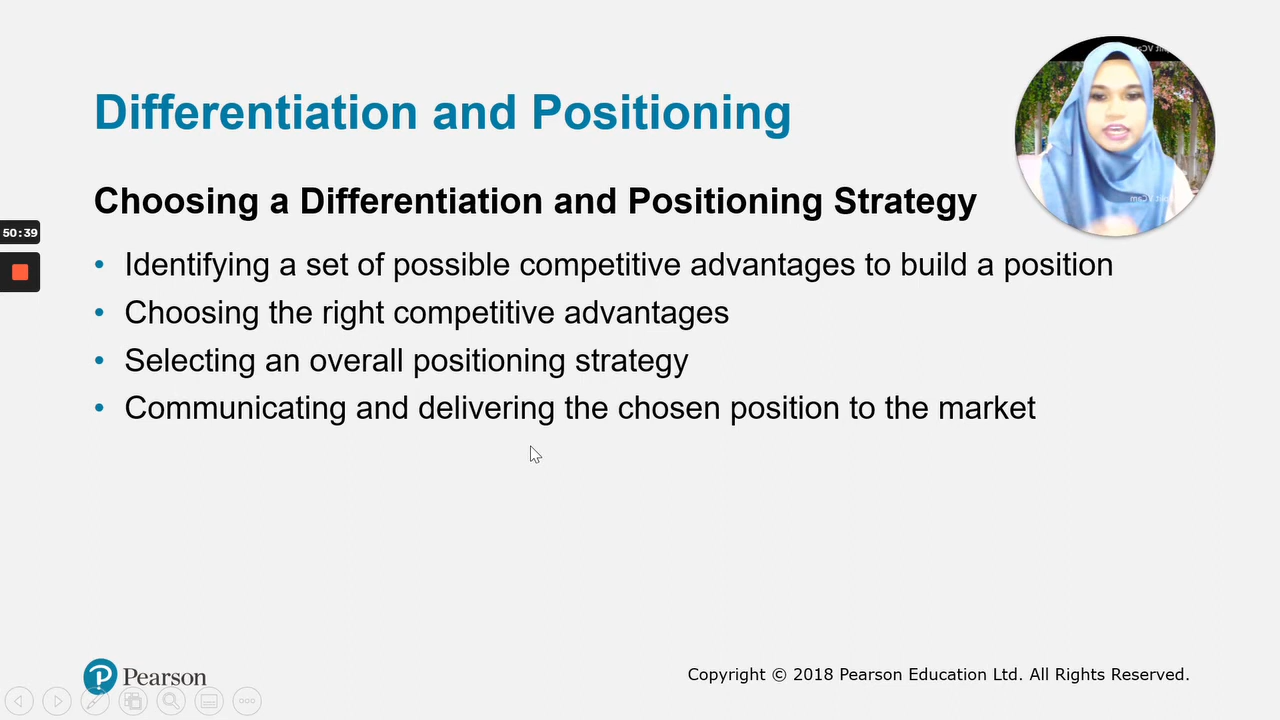 Differentiation and Positioning
Choosing a Differentiation and Positioning Strategy
50:39
• Identifying a set of possible competitive advantages to build a position
• Choosing the right competitive advantages
• Selecting an overall positioning strategy
• Communicating and delivering the chosen position to the market
Pearson
Copyright © 2018 Pearson Education Ltd. All Rights Reserved.